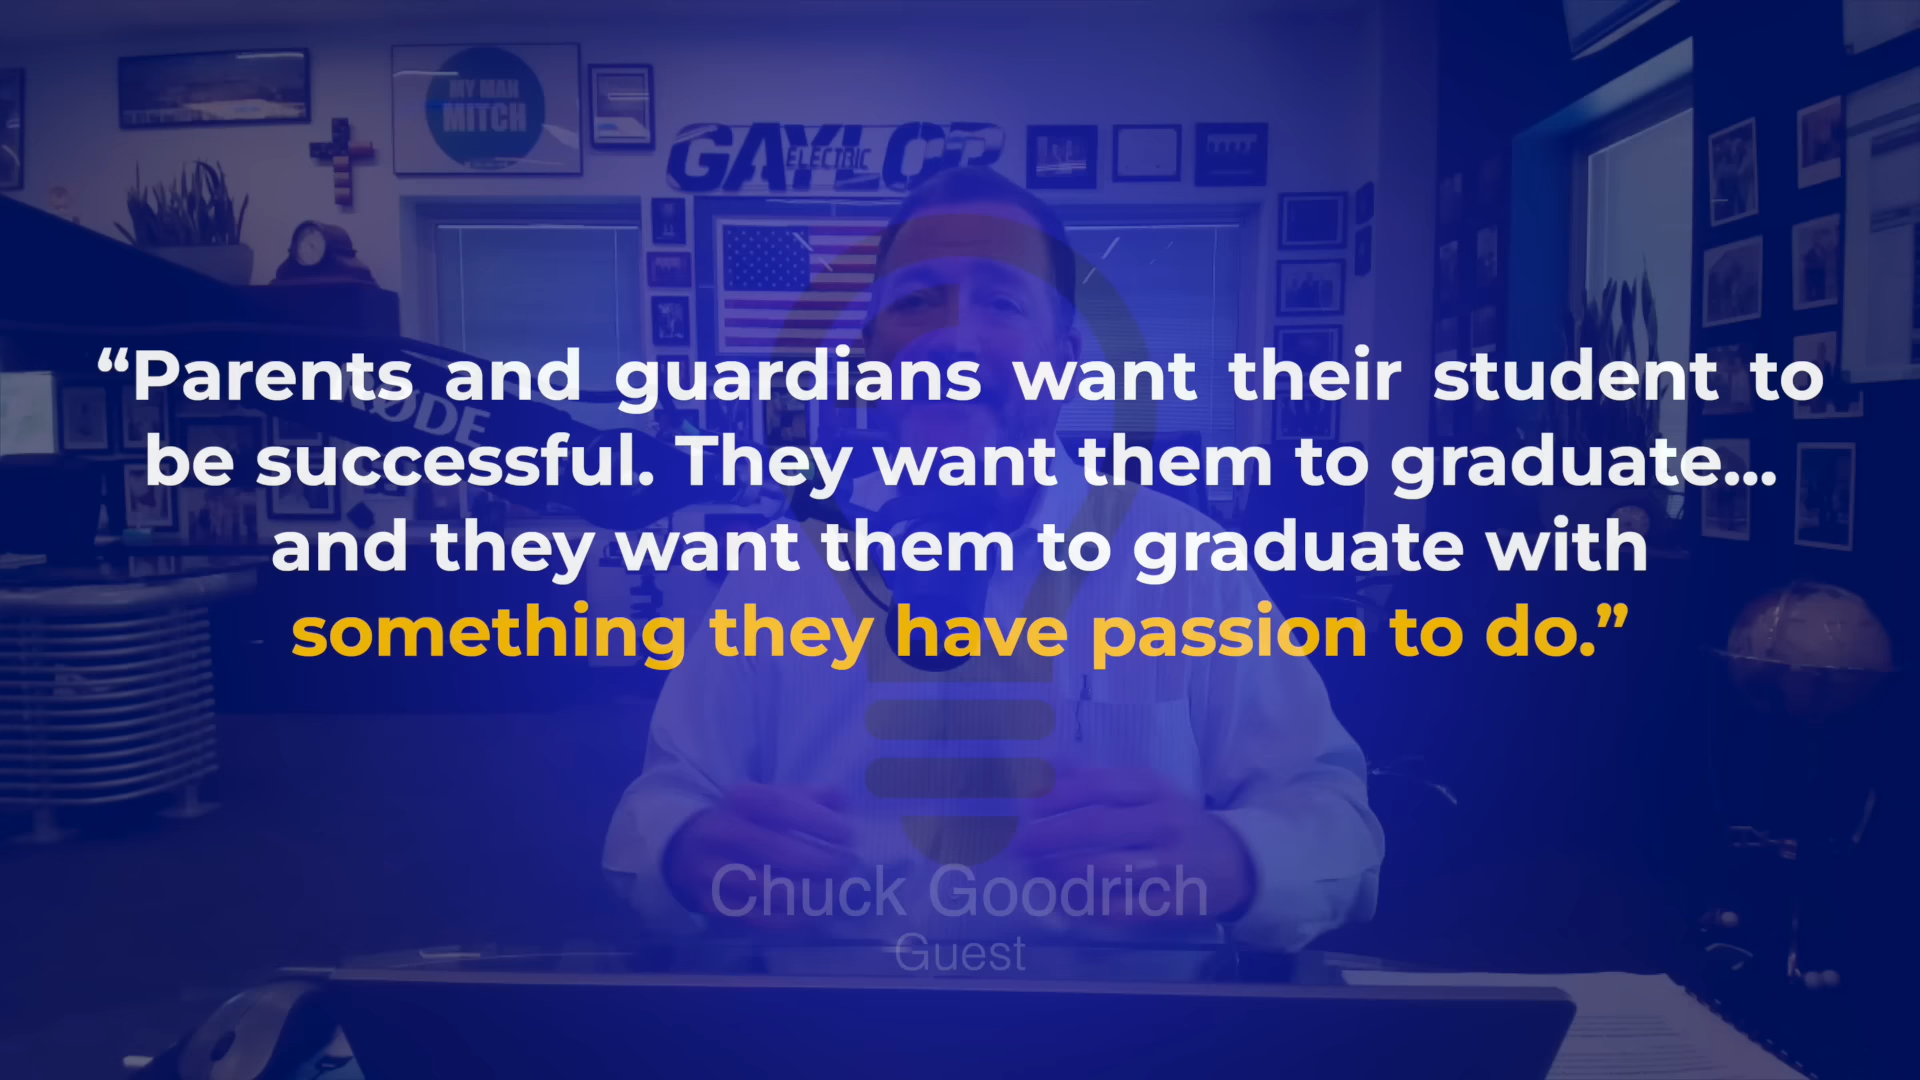 MY MAN
MITCH
GAYLOR
ELECTRIC
“Parents and guardians want their student to
RØDE
be successful. They want them to graduate...
and they want them to graduate with
something they have passion to do.”
Chuck Goodrich
Guest